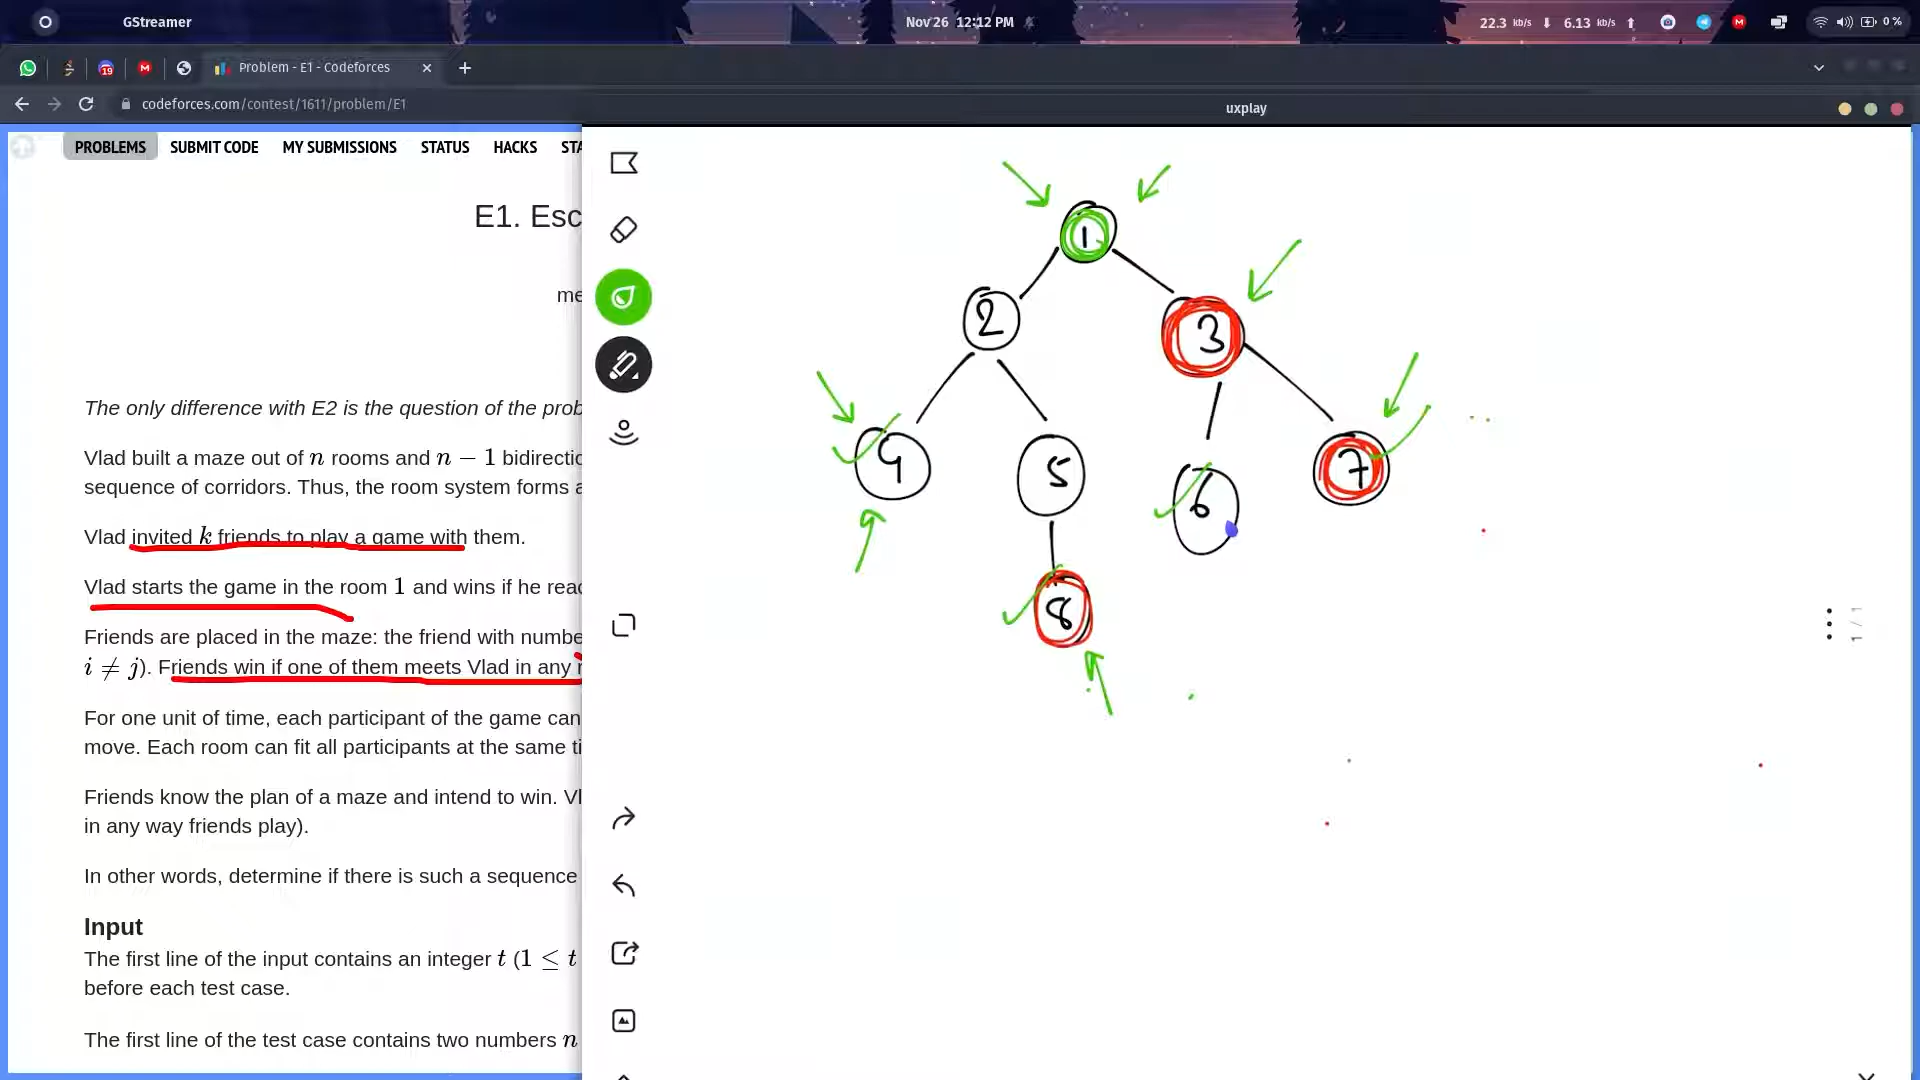 GStreamer
Nov 26 12:12 PM
22.3 kb/s ⬇ 6.13 kb/s ⬆
0 %
19
Problem - E1 - Codeforces
codeforces.com/contest/1611/problem/E1
uxplay
PROBLEMS SUBMIT CODE MY SUBMISSIONS STATUS HACKS STA
E1. Esc
me
The only difference with E2 is the question of the prob
Vlad built a maze out of n rooms and n − 1 bidirectio
sequence of corridors. Thus, the room system forms a
Vlad invited k friends to play a game with them.
Vlad starts the game in the room 1 and wins if he reac
Friends are placed in the maze: the friend with numbe
i ≠ j). Friends win if one of them meets Vlad in any r
For one unit of time, each participant of the game can
move. Each room can fit all participants at the same ti
Friends know the plan of a maze and intend to win. Vl
in any way friends play).
In other words, determine if there is such a sequence
Input
The first line of the input contains an integer t (1 ≤ t
before each test case.
The first line of the test case contains two numbers n
1
2
3
4
5
6
7
8
1 / 1